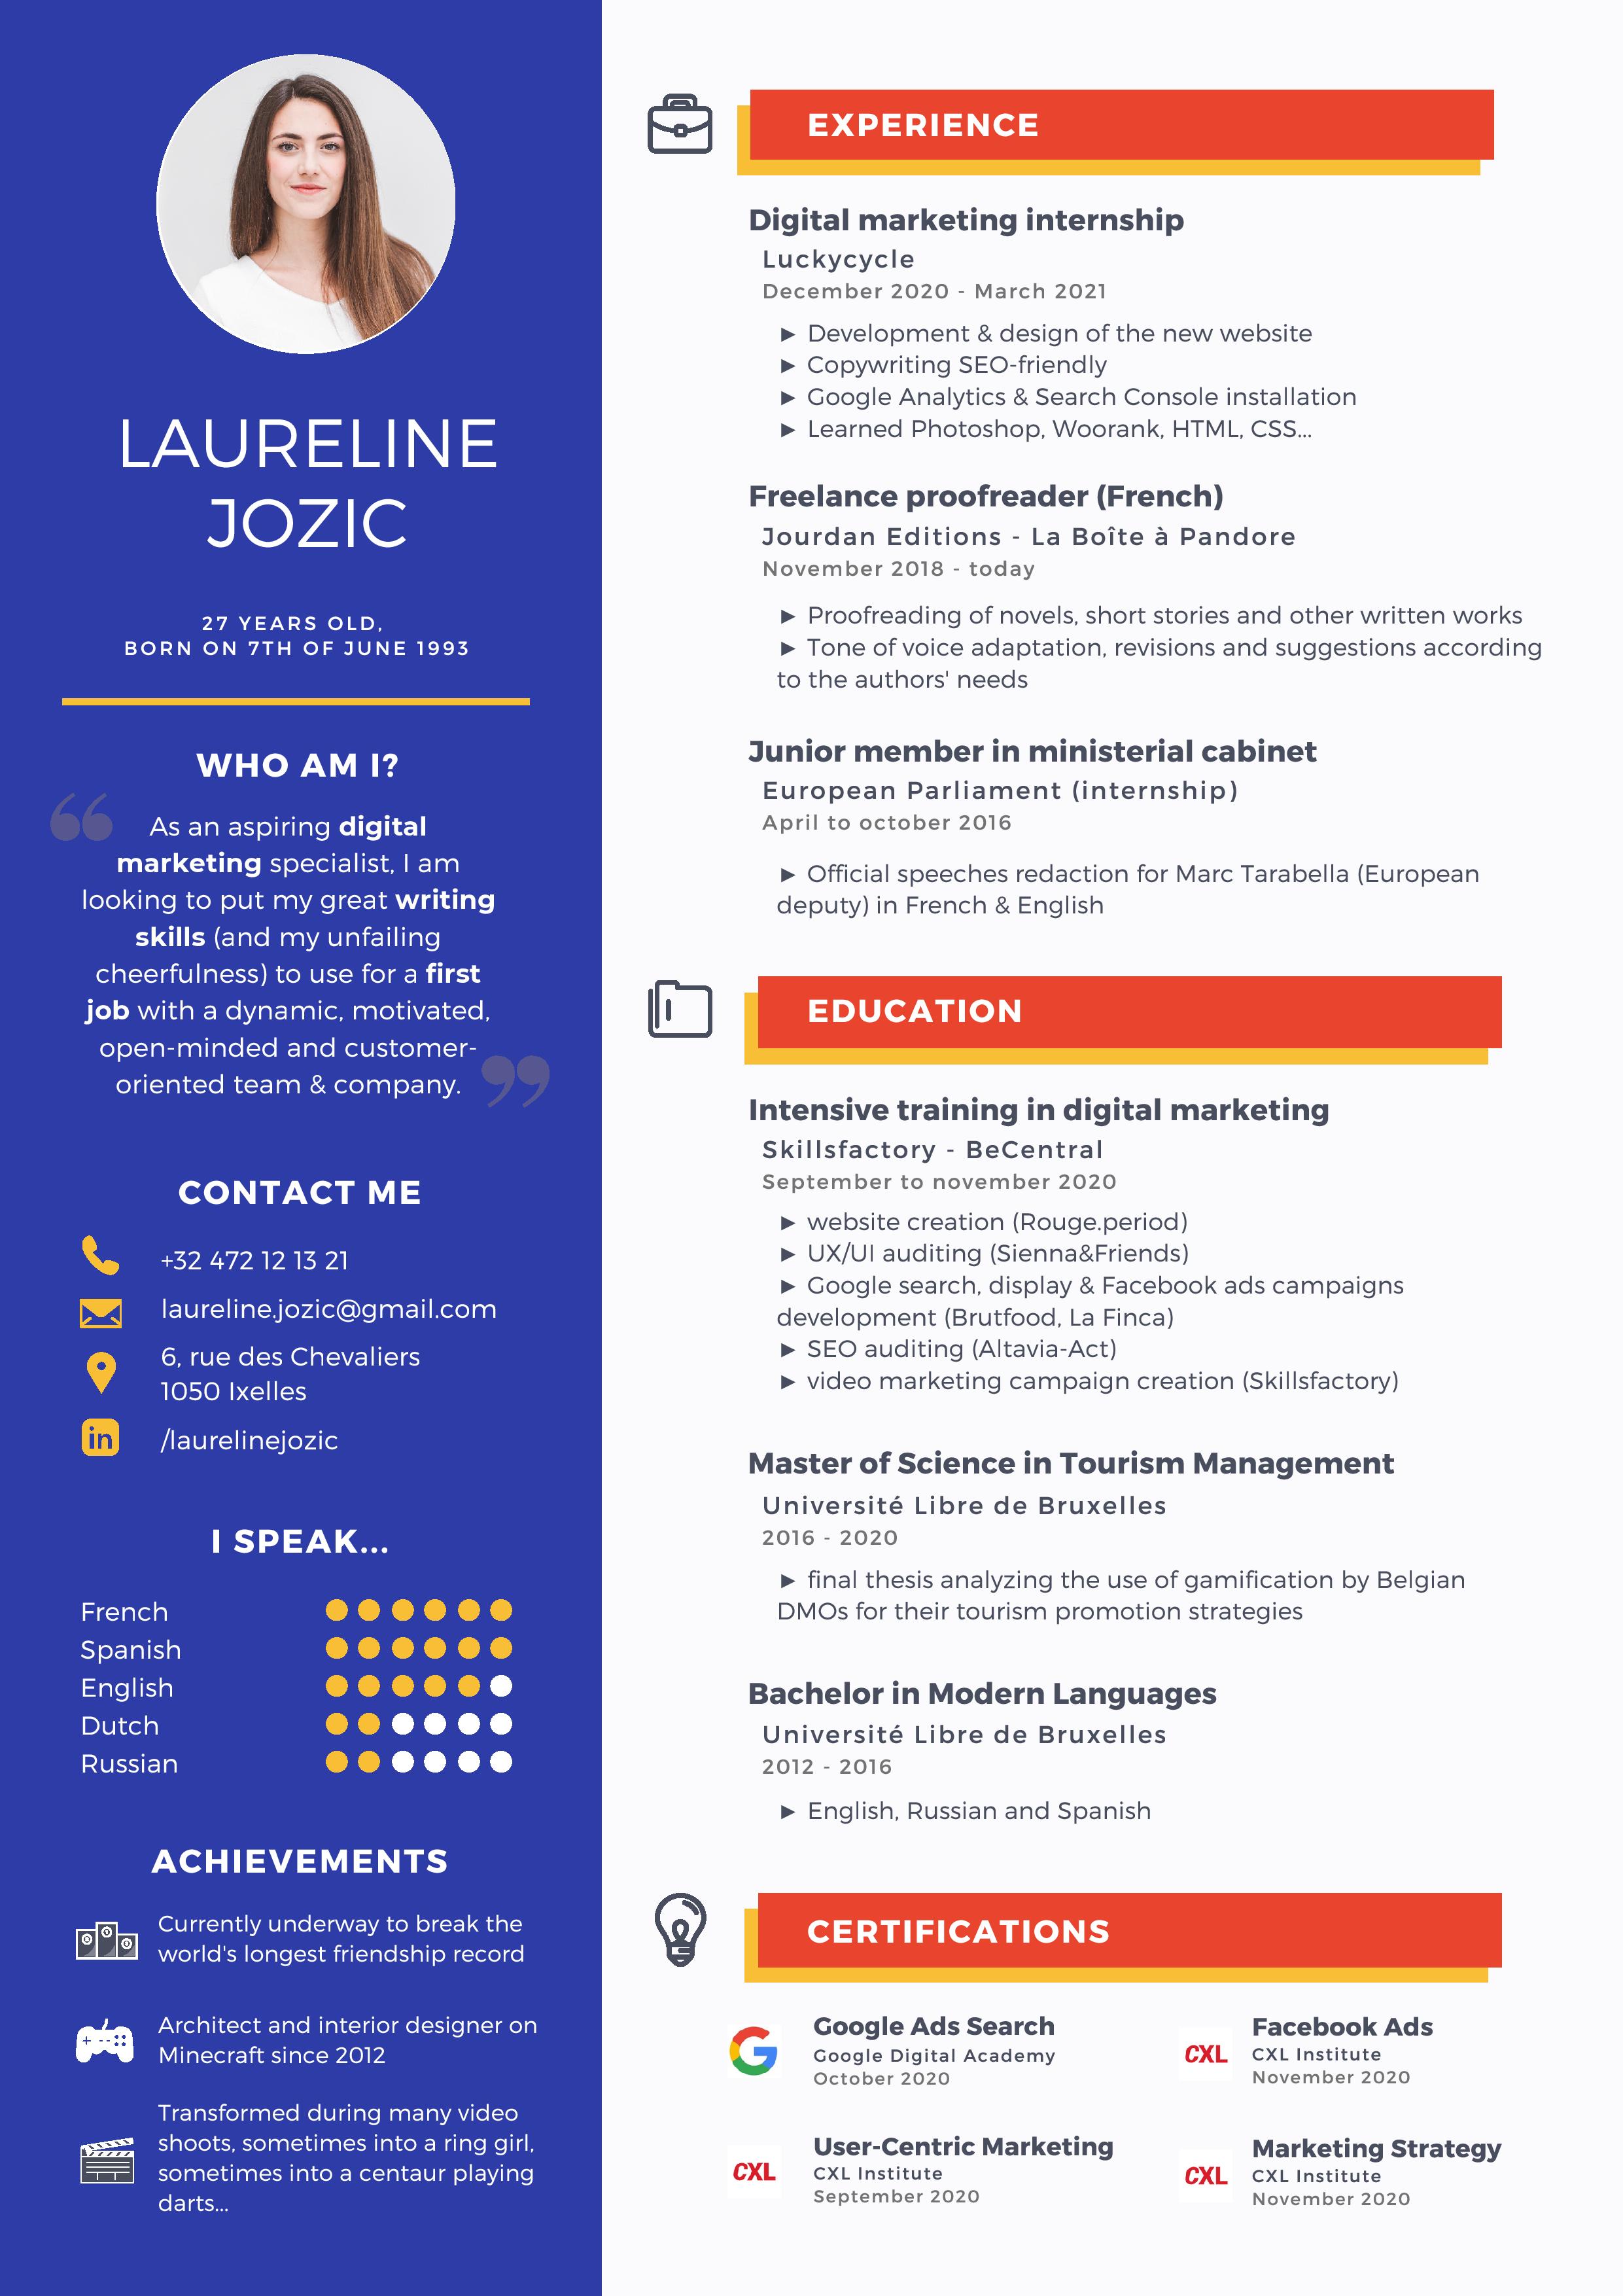 LAURELINE
JOZIC
27 YEARS OLD,
BORN ON 7TH OF JUNE 1993
WHO AM I?
“
As an aspiring digital
marketing specialist, I am
looking to put my great writing
skills (and my unfailing
cheerfulness) to use for a first
job with a dynamic, motivated,
open-minded and customer-
oriented team & company.
”
CONTACT ME
+32 472 12 13 21
laureline.jozic@gmail.com
6, rue des Chevaliers
1050 Ixelles
in
/laurelinejozic
I SPEAK...
French
Spanish
English
Dutch
Russian
ACHIEVEMENTS
Currently underway to break the
world's longest friendship record
Architect and interior designer on
Minecraft since 2012
Transformed during many video
shoots, sometimes into a ring girl,
sometimes into a centaur playing
darts...
EXPERIENCE
Digital marketing internship
Luckycycle
December 2020 - March 2021
► Development & design of the new website
► Copywriting SEO-friendly
► Google Analytics & Search Console installation
► Learned Photoshop, Woorank, HTML, CSS...
Freelance proofreader (French)
Jourdan Editions - La Boîte à Pandore
November 2018 - today
► Proofreading of novels, short stories and other written works
► Tone of voice adaptation, revisions and suggestions according
to the authors' needs
Junior member in ministerial cabinet
European Parliament (internship)
April to october 2016
► Official speeches redaction for Marc Tarabella (European
deputy) in French & English
EDUCATION
Intensive training in digital marketing
Skillsfactory - BeCentral
September to november 2020
► website creation (Rouge.period)
► UX/UI auditing (Sienna&Friends)
► Google search, display & Facebook ads campaigns
development (Brutfood, La Finca)
► SEO auditing (Altavia-Act)
► video marketing campaign creation (Skillsfactory)
Master of Science in Tourism Management
Université Libre de Bruxelles
2016 - 2020
► final thesis analyzing the use of gamification by Belgian
DMOs for their tourism promotion strategies
Bachelor in Modern Languages
Université Libre de Bruxelles
2012 - 2016
► English, Russian and Spanish
CERTIFICATIONS
G
Google Ads Search
Google Digital Academy
October 2020
CXL
Facebook Ads
CXL Institute
November 2020
CXL
User-Centric Marketing
CXL Institute
September 2020
CXL
Marketing Strategy
CXL Institute
November 2020